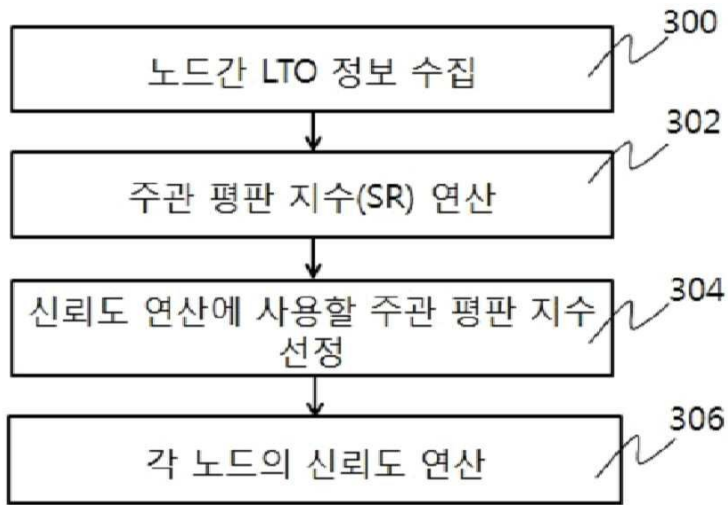 300
노드간 LTO 정보 수집
302
주관 평판 지수(SR) 연산
304
신뢰도 연산에 사용할 주관 평판 지수
선정
306
각 노드의 신뢰도 연산